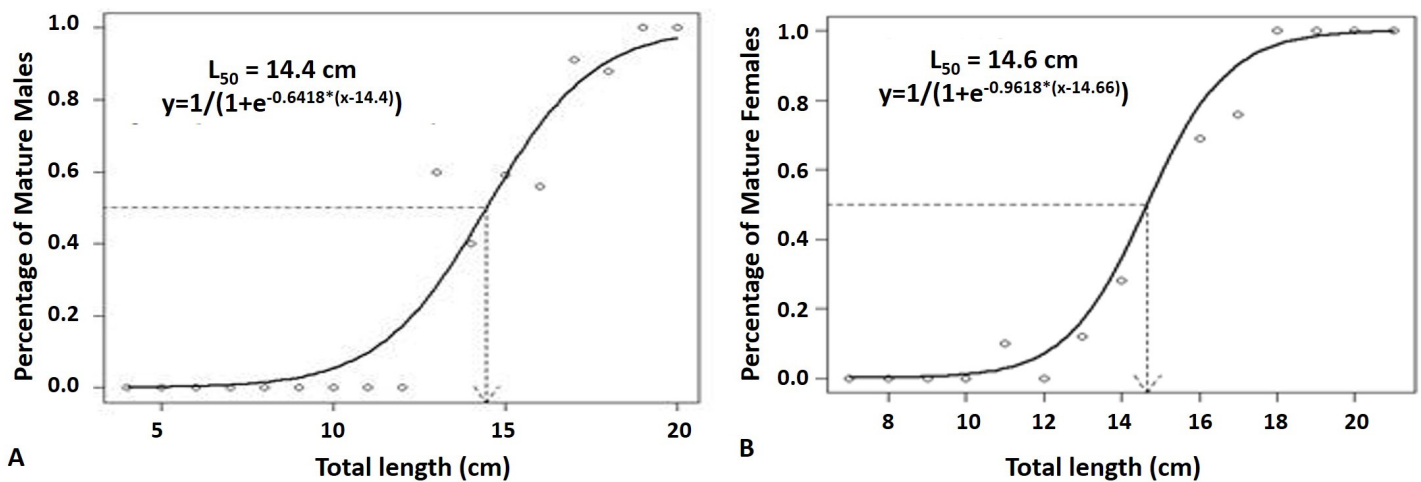 Percentage of Mature Males
1.0
0.8
0.6
0.4
0.2
0.0
L50 = 14.4 cm
y=1/(1+e-0.6418*(x-14.4))
5
10
15
20
Total length (cm)
A
Percentage of Mature Females
1.0
0.8
0.6
0.4
0.2
0.0
L50 = 14.6 cm
y=1/(1+e-0.9618*(x-14.66))
8
10
12
14
16
18
20
Total length (cm)
B